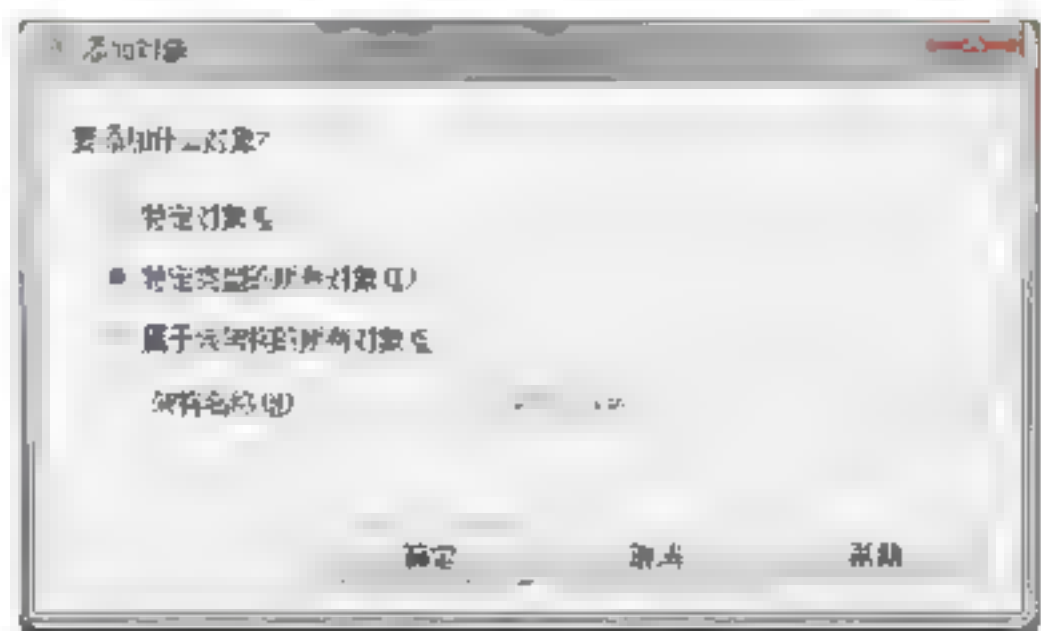 添加对象
要添加什么对象?
特定对象
特定类型的所有对象(T)
属于该架构的所有对象
架构名称(N)
确定
取消
帮助